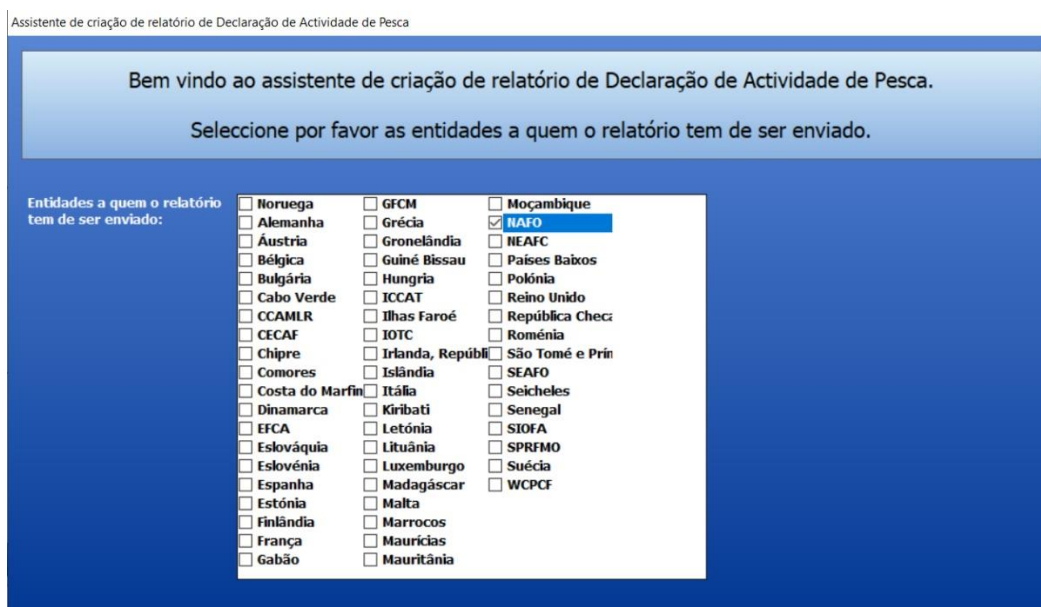 Assistente de criação de relatório de Declaração de Actividade de Pesca
Bem vindo ao assistente de criação de relatório de Declaração de Actividade de Pesca.
Seleccione por favor as entidades a quem o relatório tem de ser enviado.
Entidades a quem o relatório
tem de ser enviado:
Noruega
Alemanha
Áustria
Bélgica
Bulgária
Cabo Verde
CCAMLR
CECAF
Chipre
Comores
Costa do Marfin
Dinamarca
EFCA
Eslováquia
Eslovénia
Espanha
Estónia
Finlândia
França
Gabão
GFCM
Grécia
Gronelândia
Guiné Bissau
Hungria
ICCAT
Ilhas Faroé
IOTC
Irlanda, Repúbli
Islândia
Itália
Kiribati
Letónia
Lituânia
Luxemburgo
Madagáscar
Malta
Marrocos
Maurícias
Mauritânia
Moçambique
NAFO
NEAFC
Países Baixos
Polónia
Reino Unido
República Checa
Roménia
São Tomé e Prín
SEAFO
Seicheles
Senegal
SIOFA
SPRFMO
Suécia
WCPCF